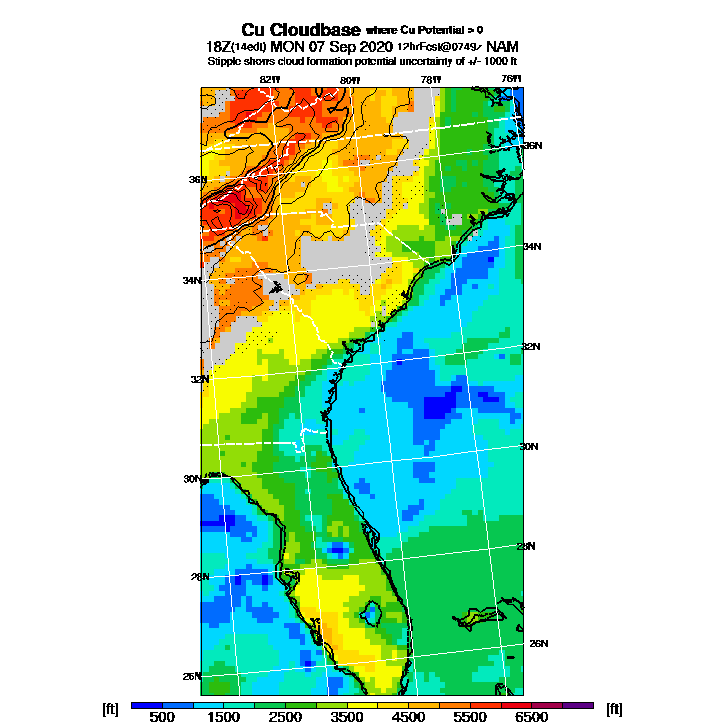 Cu Cloudbase where Cu Potential > 0
18Z(14edt) MON 07 Sep 2020 12hrFcst@0749z NAM
Stipple shows cloud formation potential uncertainty of +/- 1000 ft
82W 80W 78W 76W
36N
36N
34N
34N
32N
32N
30N
30N
28N
28N
26N
26N
[ft] 500 1500 2500 3500 4500 5500 6500 [ft]